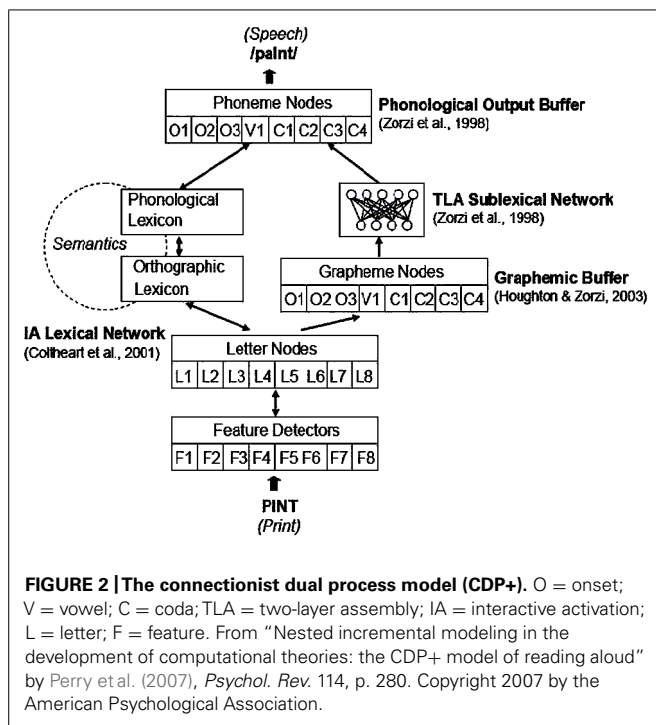 (Speech)
/paInt/
Phoneme Nodes
O1 O2 O3 V1 C1 C2 C3 C4
Phonological Output Buffer
(Zorzi et al., 1998)
Phonological
Lexicon
Semantics
Orthographic
Lexicon
TLA Sublexical Network
(Zorzi et al., 1998)
Grapheme Nodes
O1 O2 O3 V1 C1 C2 C3 C4
Graphemic Buffer
(Houghton & Zorzi, 2003)
IA Lexical Network
(Coltheart et al., 2001)
Letter Nodes
L1 L2 L3 L4 L5 L6 L7 L8
Feature Detectors
F1 F2 F3 F4 F5 F6 F7 F8
PINT
(Print)
FIGURE 2 | The connectionist dual process model (CDP+). O = onset;
V = vowel; C = coda; TLA = two-layer assembly; IA = interactive activation;
L = letter; F = feature. From “Nested incremental modeling in the
development of computational theories: the CDP+ model of reading aloud”
by Perry et al. (2007), Psychol. Rev. 114, p. 280. Copyright 2007 by the
American Psychological Association.